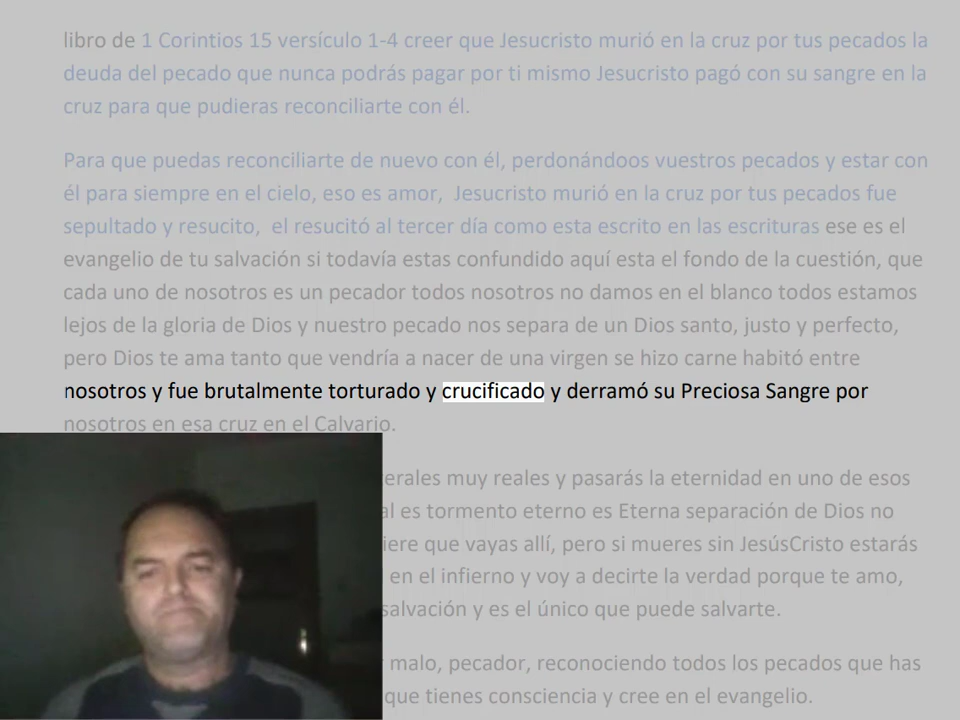 libro de 1 Corintios 15 versículo 1-4 creer que Jesucristo murió en la cruz por tus pecados la
deuda del pecado que nunca podrás pagar por ti mismo Jesucristo pagó con su sangre en la
cruz para que pudieras reconciliarte con él.
Para que puedas reconciliarte de nuevo con él, perdonándoos vuestros pecados y estar con
él para siempre en el cielo, eso es amor, Jesucristo murió en la cruz por tus pecados fue
sepultado y resucito, el resucitó al tercer día como esta escrito en las escrituras ese es el
evangelio de tu salvación si todavía estas confundido aquí esta el fondo de la cuestión, que
cada uno de nosotros es un pecador todos nosotros no damos en el blanco todos estamos
lejos de la gloria de Dios y nuestro pecado nos separa de un Dios santo, justo y perfecto,
pero Dios te ama tanto que vendría a nacer de una virgen se hizo carne habitó entre
nosotros y fue brutalmente torturado y crucificado y derramó su Preciosa Sangre por
nosotros en esa cruz en el Calvario.
erales muy reales y pasarás la eternidad en uno de esos
al es tormento eterno es Eterna separación de Dios no
iere que vayas allí, pero si mueres sin JesúsCristo estarás
en el infierno y voy a decirte la verdad porque te amo,
salvación y es el único que puede salvarte.
malo, pecador, reconociendo todos los pecados que has
que tienes consciencia y cree en el evangelio.